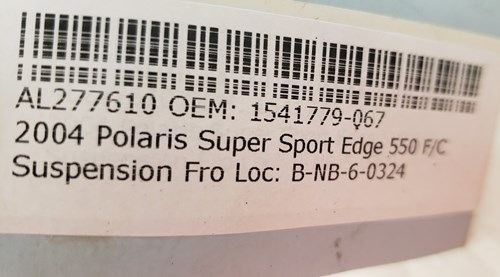 AL277610 OEM: 1541779-067
2004 Polaris Super Sport Edge 550 F/C
Suspension Fro Loc: B-NB-6-0324